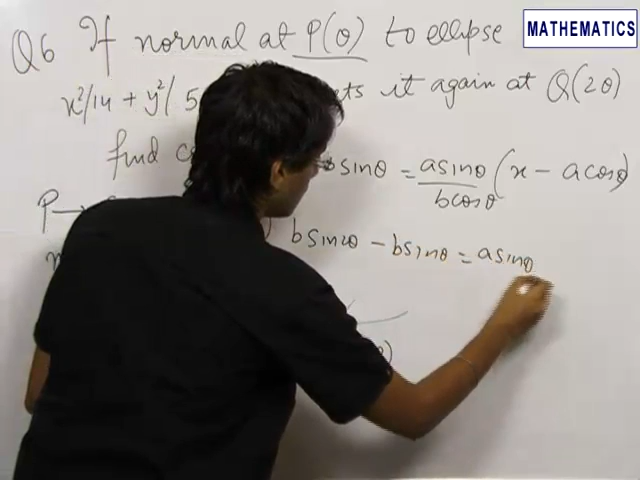 MATHEMATICS
Q6 If normal at P(θ) to ellipse
x²/14 + y²/5 it again at Q(2θ)
find
sinθ = asinθ/bcosθ (x - acosθ)
P→
bsin2θ - bsinθ = asinθ